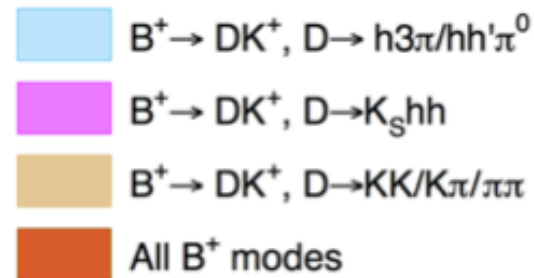 B⁺→ DK⁺, D→ h3π/hh'π⁰
B⁺→ DK⁺, D→K_Shh
B⁺→ DK⁺, D→KK/Kπ/ππ
All B⁺ modes